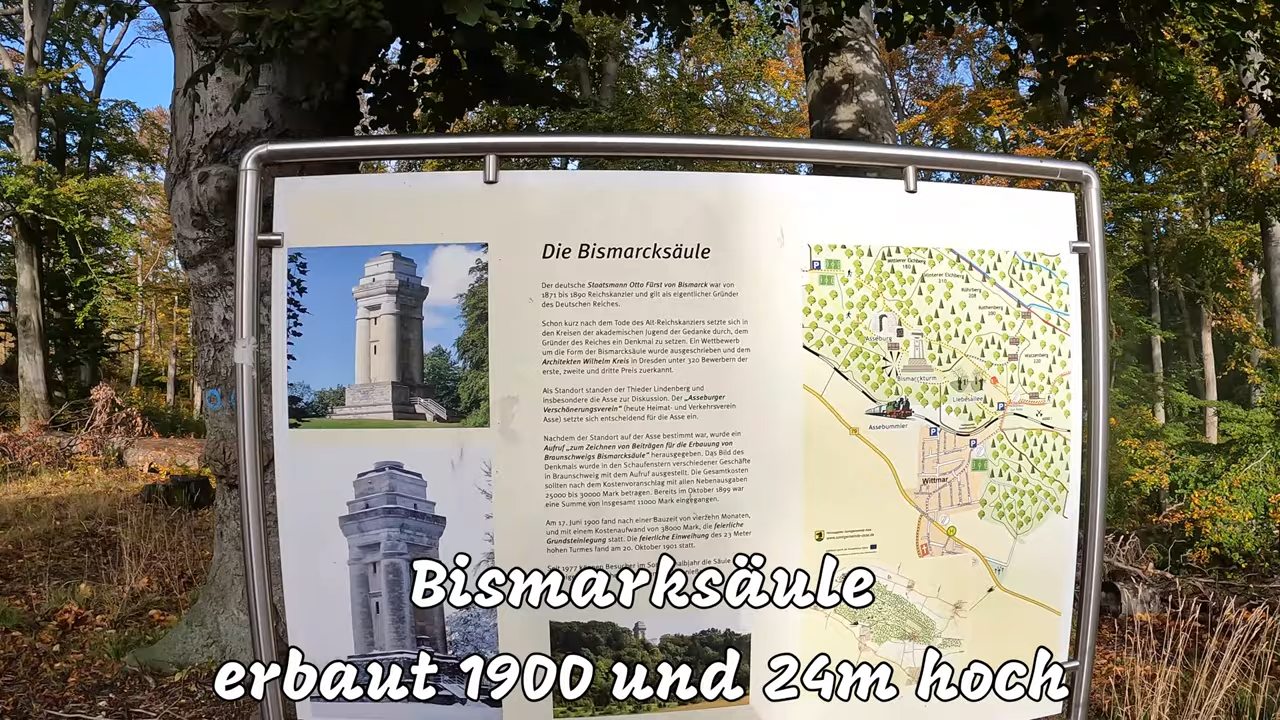 Die Bismarcksäule
Der deutsche Staatsmann Otto Fürst von Bismarck war von
1871 bis 1890 Reichskanzler und gilt als eigentlicher Gründer
des Deutschen Reiches.
Schon kurz nach dem Tode des Alt-Reichskanzlers setzte sich in
den Kreisen der akademischen Jugend der Gedanke durch, dem
Gründer des Reiches ein Denkmal zu setzen. Ein Wettbewerb
um die Form der Bismarcksäule wurde ausgeschrieben und dem
Architekten Wilhelm Kreis in Dresden unter 320 Bewerbern der
erste, zweite und dritte Preis zuerkannt.
Als Standort standen der Thieder Lindenberg und
insbesondere die Asse zur Diskussion. Der „Asseburger
Verschönerungsverein“ (heute Heimat- und Verkehrsverein
Asse) setzte sich entscheidend für die Asse ein.
Nachdem der Standort auf der Asse bestimmt war, wurde ein
Aufruf „zum Zeichnen von Beiträgen für die Erbauung von
Braunschweigs Bismarcksäule“ herausgegeben. Das Bild des
Denkmals wurde in den Schaufenstern verschiedener Geschäfte
in Braunschweig mit dem Aufruf ausgestellt. Die Gesamtkosten
sollten nach dem Kostenvoranschlag mit allen Nebenausgaben
25000 bis 30000 Mark betragen. Bereits im Oktober 1899 war
eine Summe von insgesamt 11000 Mark eingegangen.
Am 17. Juni 1900 fand nach einer Bauzeit von vierzehn Monaten,
und mit einem Kostenaufwand von 38000 Mark, die feierliche
Grundsteinlegung statt. Die feierliche Einweihung des 23 Meter
hohen Turmes fand am 20. Oktober 1901 statt.
Seit 1977 können Besucher im So
albjahr die Säule
P
Asseburg
Bismarckturm
Liebesallee
P
Assebummler
P
P
Wittmar
Bismarksäule
erbaut 1900 und 24m hoch